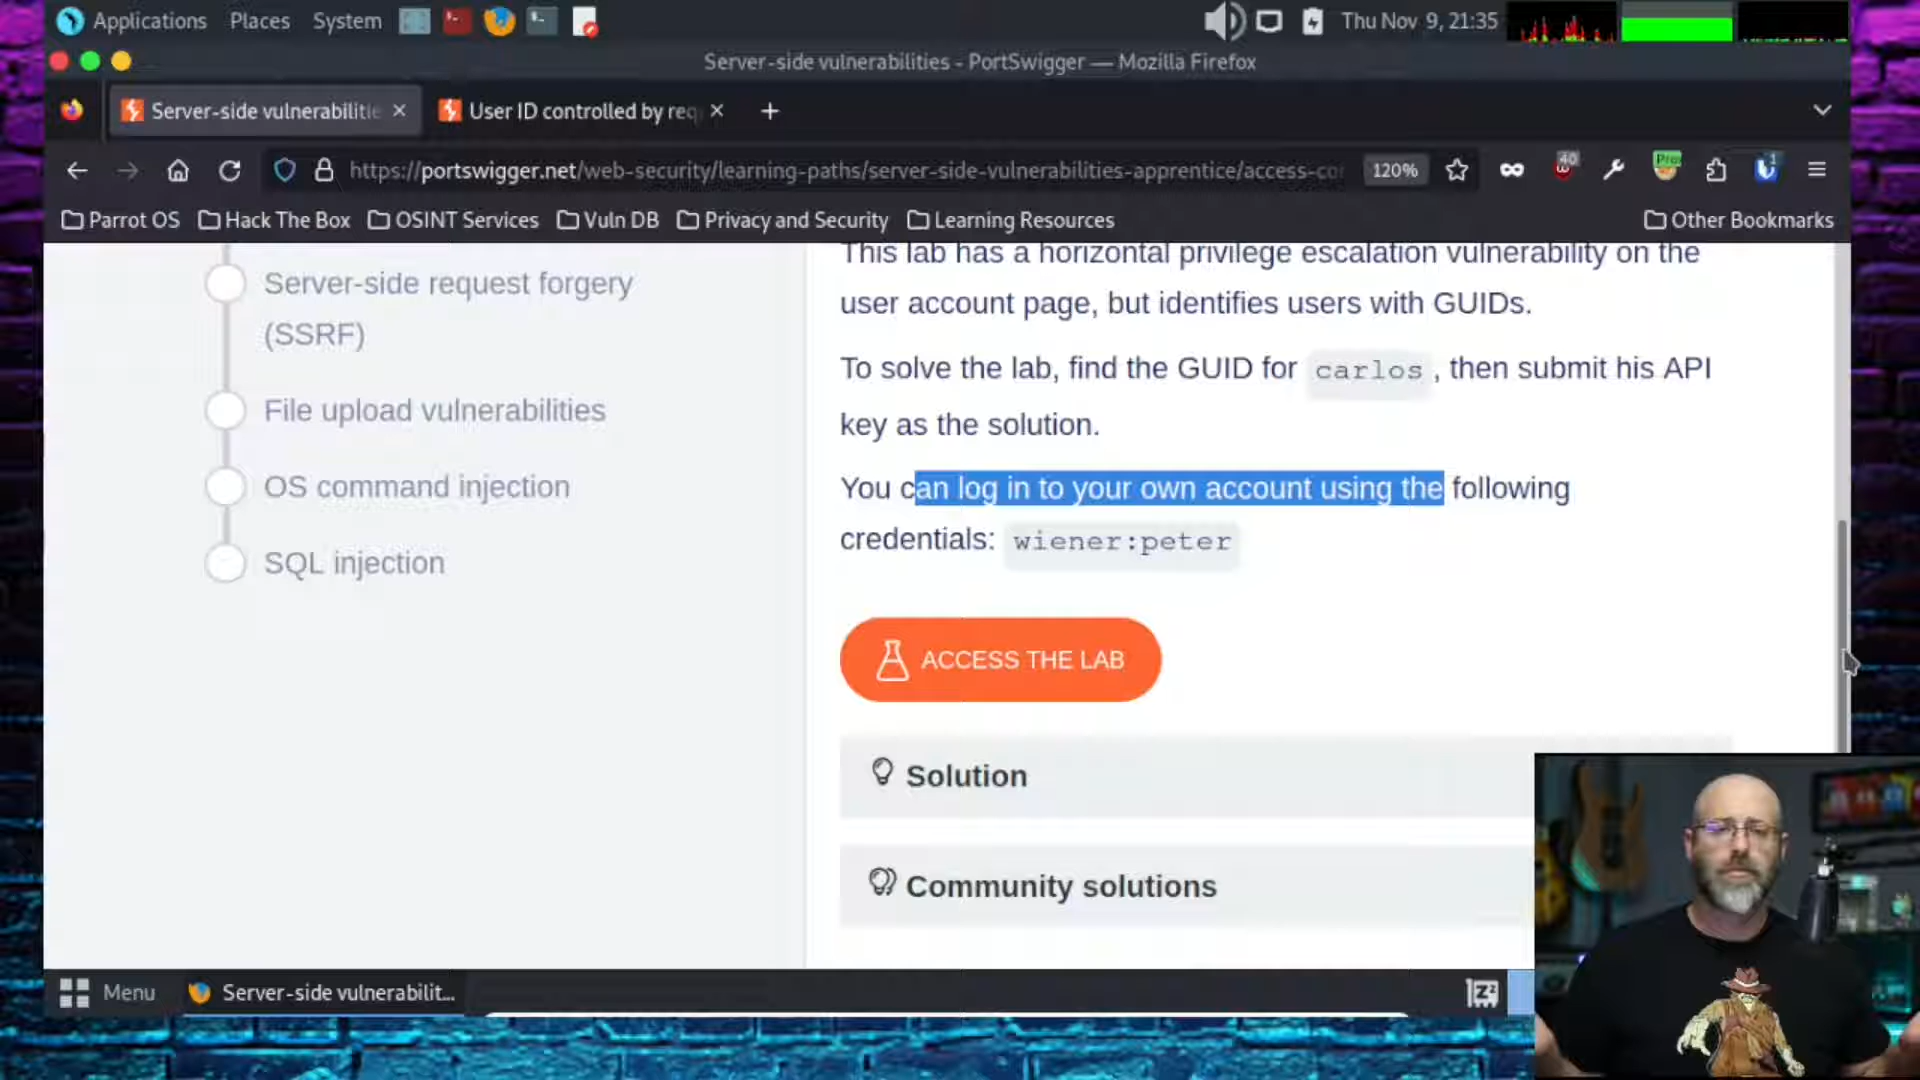 Applications Places System Thu Nov 9, 21:35
Server-side vulnerabilities - PortSwigger — Mozilla Firefox
Server-side vulnerabilitie User ID controlled by req
https://portswigger.net/web-security/learning-paths/server-side-vulnerabilities-apprentice/access-co 120% 40 Pro 1
Parrot OS Hack The Box OSINT Services Vuln DB Privacy and Security Learning Resources Other Bookmarks
Server-side request forgery
(SSRF)
File upload vulnerabilities
OS command injection
SQL injection
This lab has a horizontal privilege escalation vulnerability on the
user account page, but identifies users with GUIDs.
To solve the lab, find the GUID for carlos, then submit his API
key as the solution.
You can log in to your own account using the following
credentials: wiener:peter
ACCESS THE LAB
Solution
Community solutions
Menu Server-side vulnerabilit...